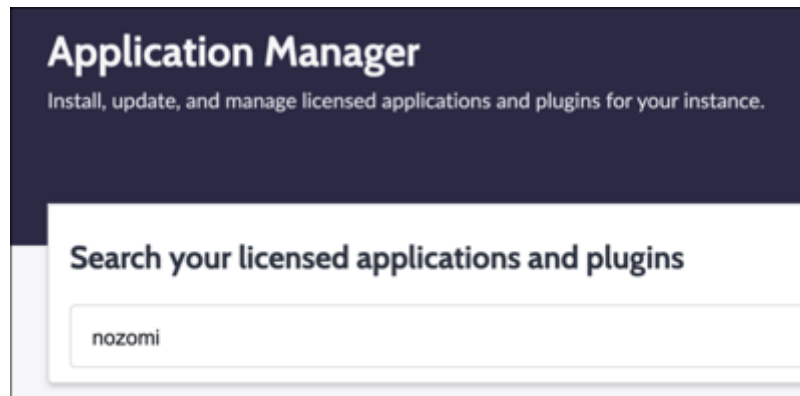 Application Manager
Install, update, and manage licensed applications and plugins for your instance.
Search your licensed applications and plugins
nozomi